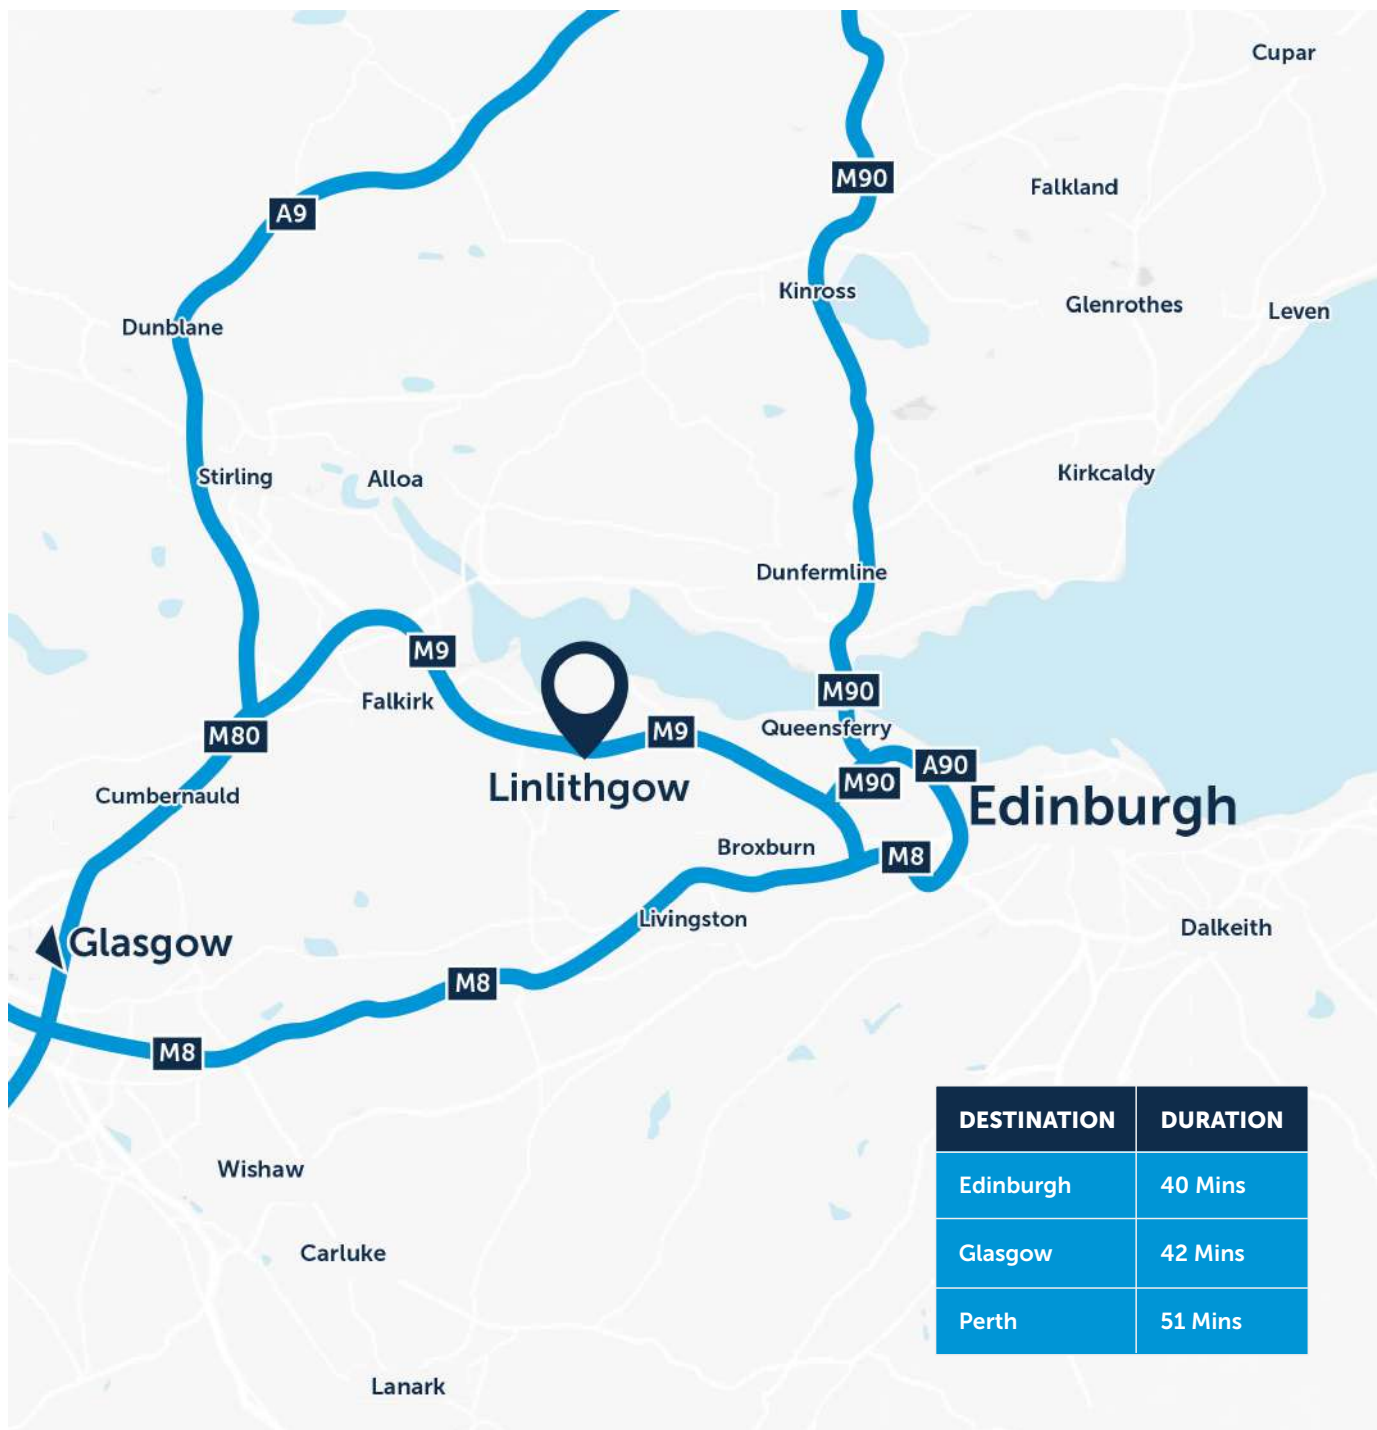 Cupar
M90
Falkland
A9
Kinross
Glenrothes
Leven
Dunblane
Stirling
Alloa
Kirkcaldy
Dunfermline
M9
M90
Falkirk
M9
Queensferry
M80
A90
M90
Linlithgow
Cumbernauld
Edinburgh
Broxburn
M8
Livingston
Dalkeith
Glasgow
M8
M8
DESTINATION DURATION
Edinburgh 40 Mins
Glasgow 42 Mins
Perth 51 Mins
Wishaw
Carluke
Lanark